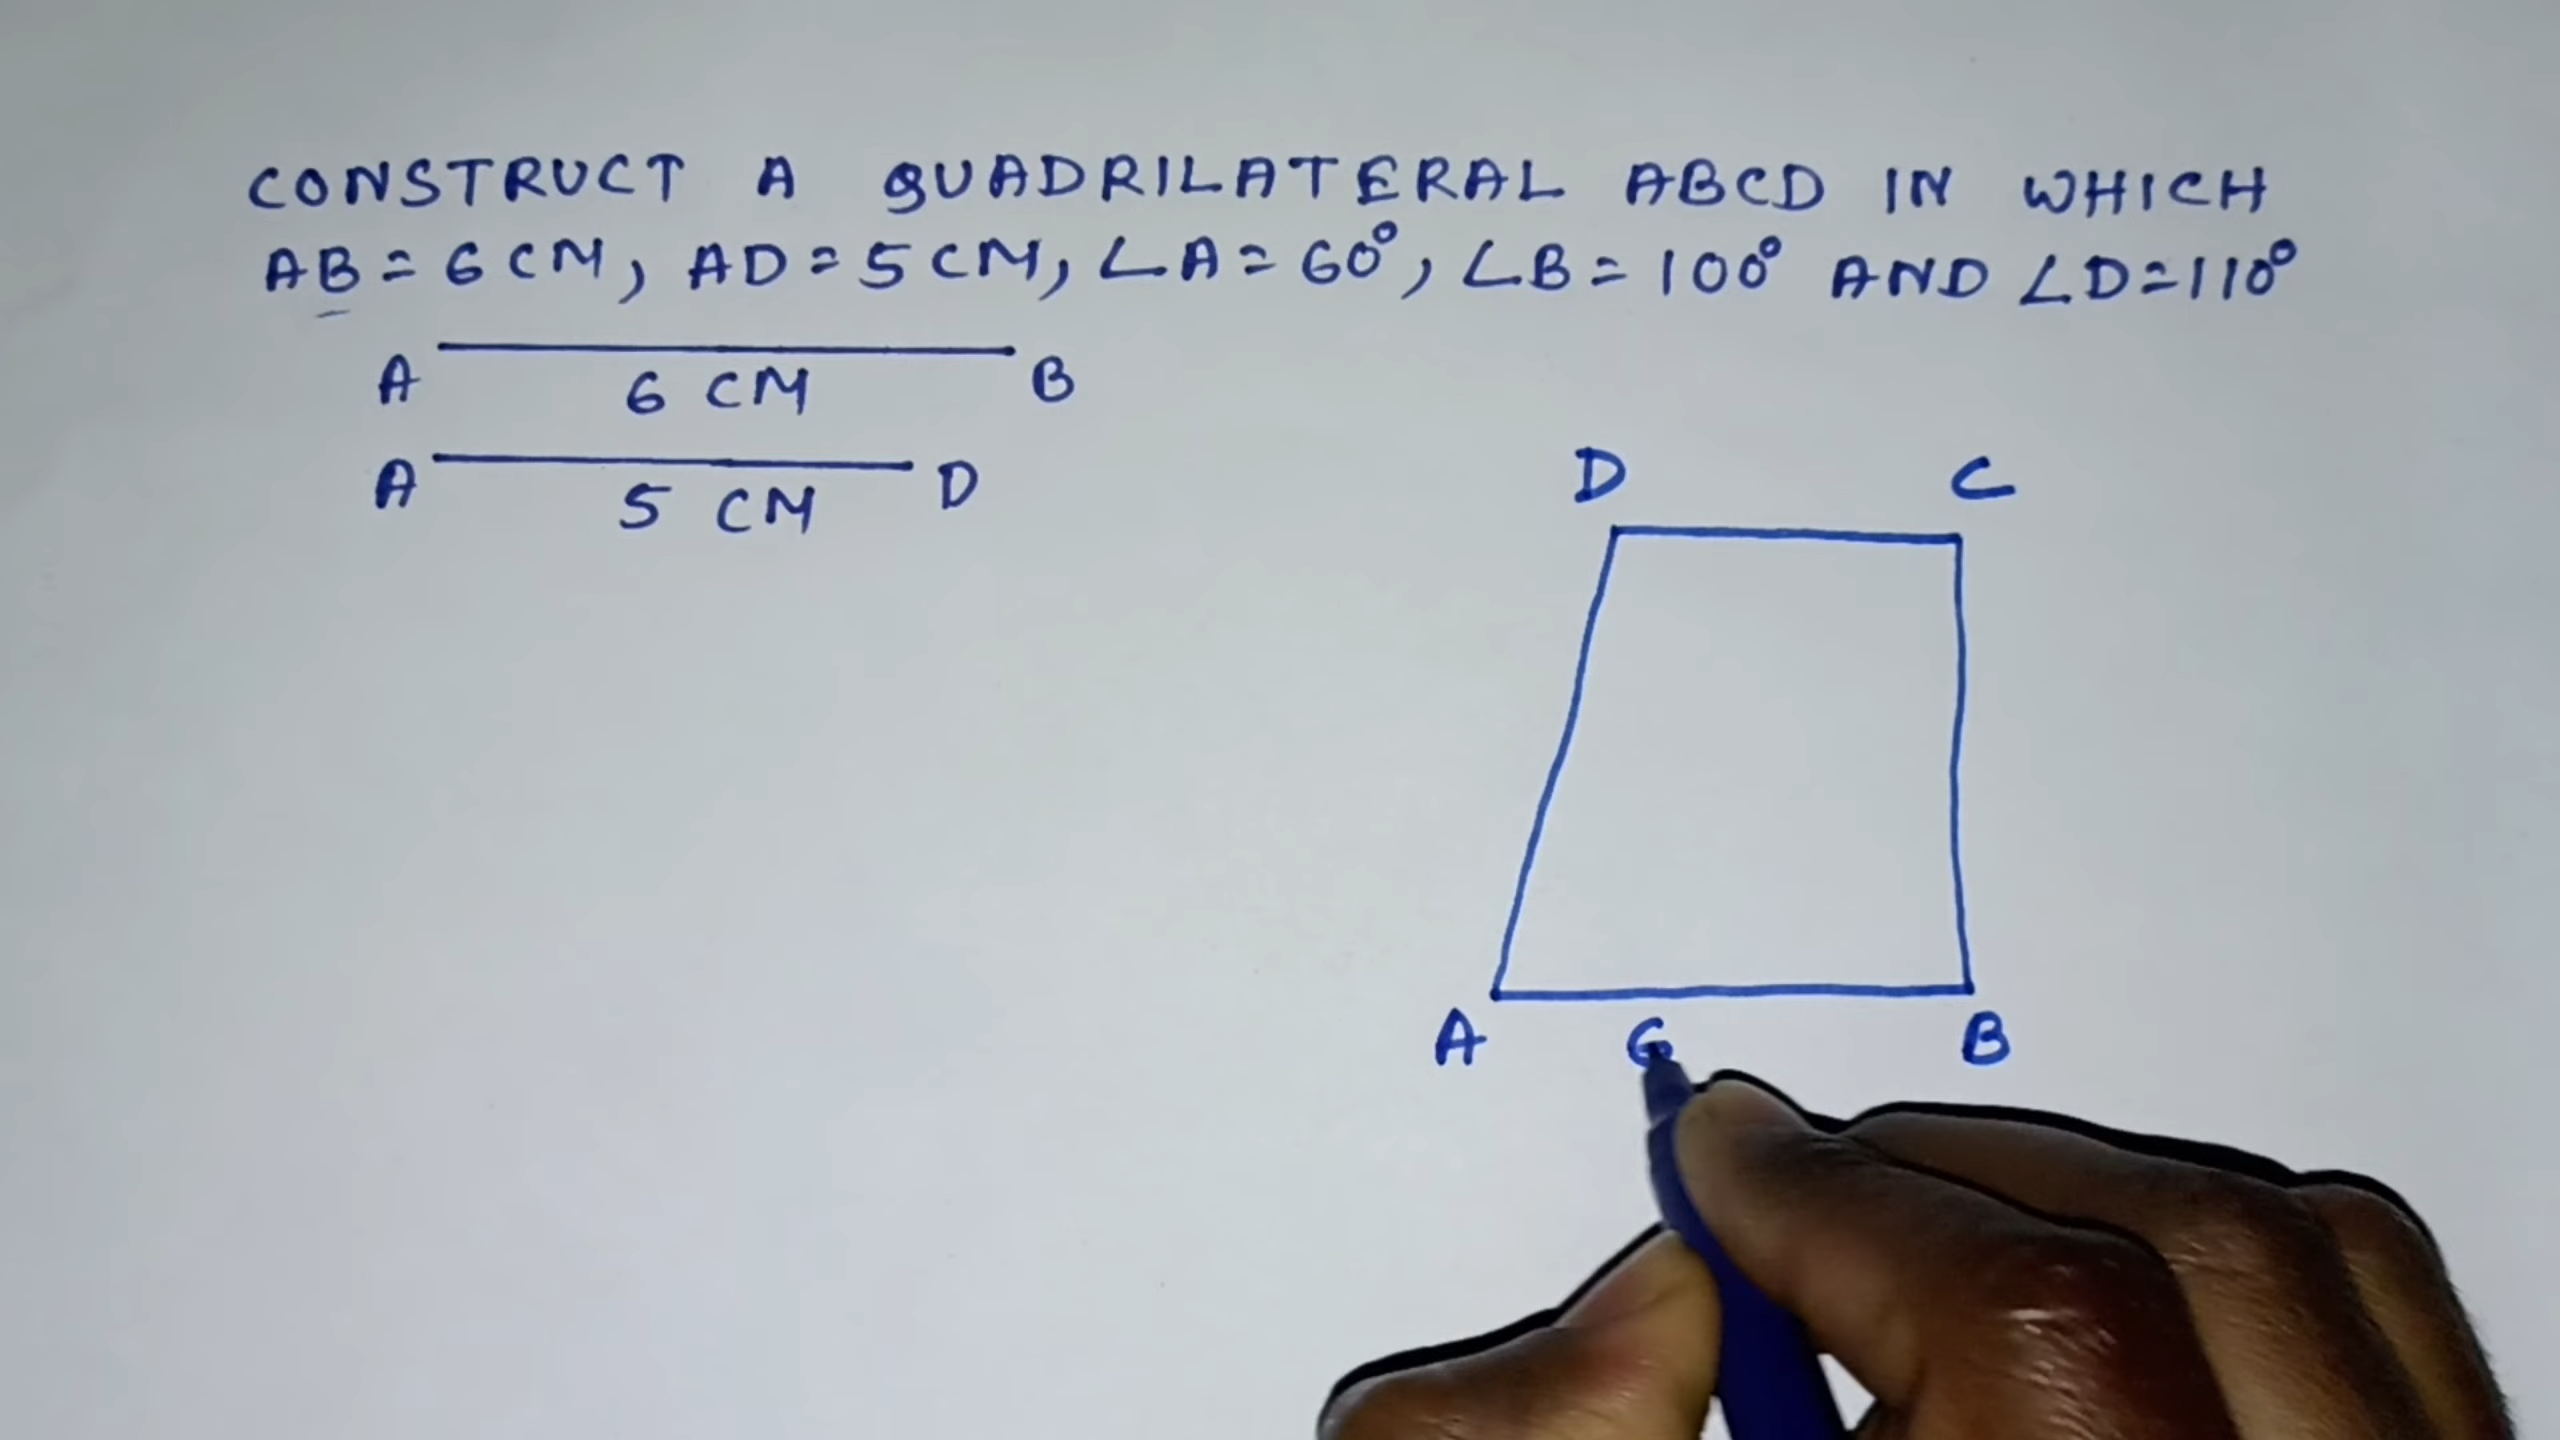 CONSTRUCT A QUADRILATERAL ABCD IN WHICH
AB = 6 CM, AD = 5 CM, ∠A = 60°, ∠B = 100° AND ∠D = 110°
A 6 CM B
A 5 CM D
D C
A 6 B